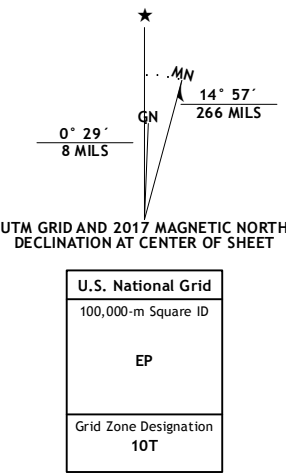 ★
MN
14° 57´
266 MILS
GN
0° 29´
8 MILS
UTM GRID AND 2017 MAGNETIC NORTH
DECLINATION AT CENTER OF SHEET
U.S. National Grid
100,000-m Square ID
EP
Grid Zone Designation
10T